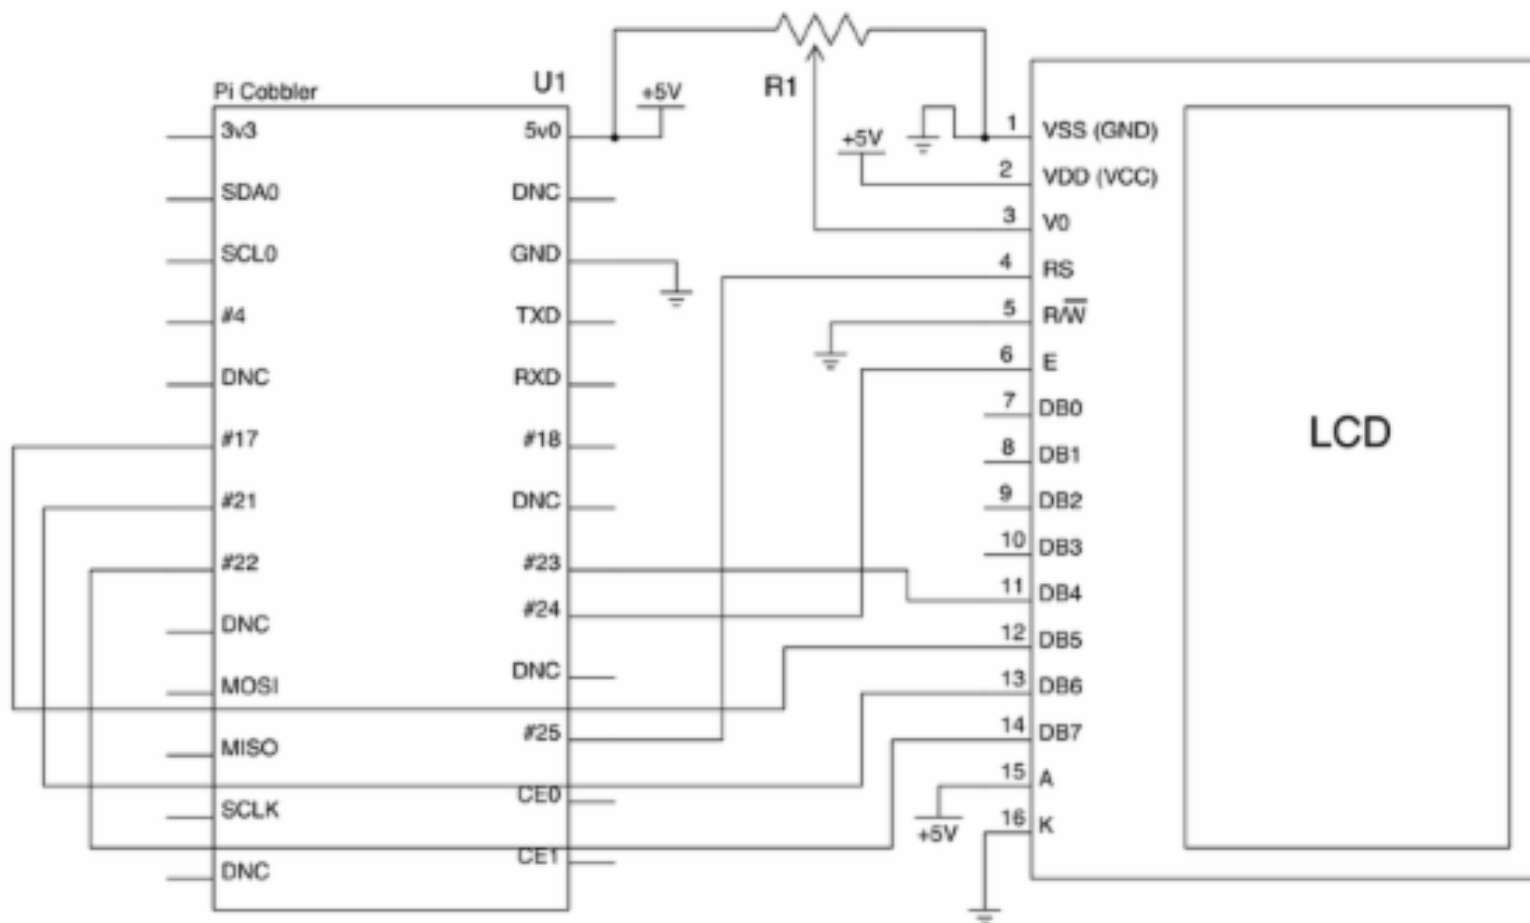 Pi Cobbler
U1
+5V
R1
3v3
SDA0
SCL0
#4
DNC
#17
#21
#22
DNC
MOSI
MISO
SCLK
DNC
5v0
DNC
GND
TXD
RXD
#18
DNC
#23
#24
DNC
#25
CE0
CE1
+5V
1 VSS (GND)
2 VDD (VCC)
3 V0
4 RS
5 R/W̅
6 E
7 DB0
8 DB1
9 DB2
10 DB3
11 DB4
12 DB5
13 DB6
14 DB7
15 A
16 K
+5V
LCD